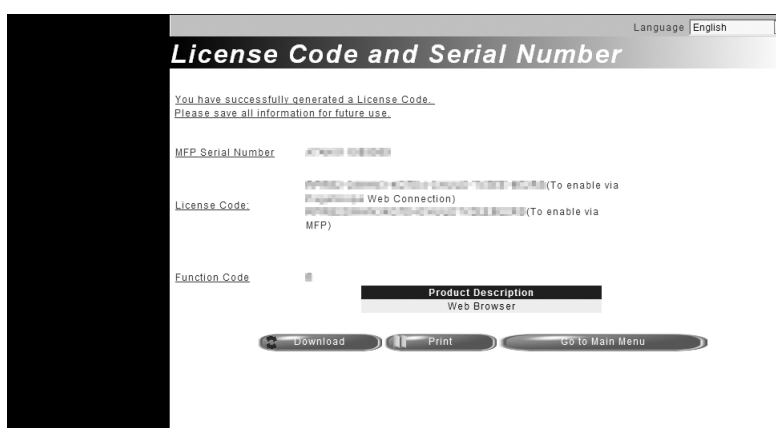 Language English
License Code and Serial Number
You have successfully generated a License Code.
Please save all information for future use.
MFP Serial Number
(To enable via
License Code: Web Connection)
(To enable via
MFP)
Function Code
Product Description
Web Browser
Download Print Go to Main Menu